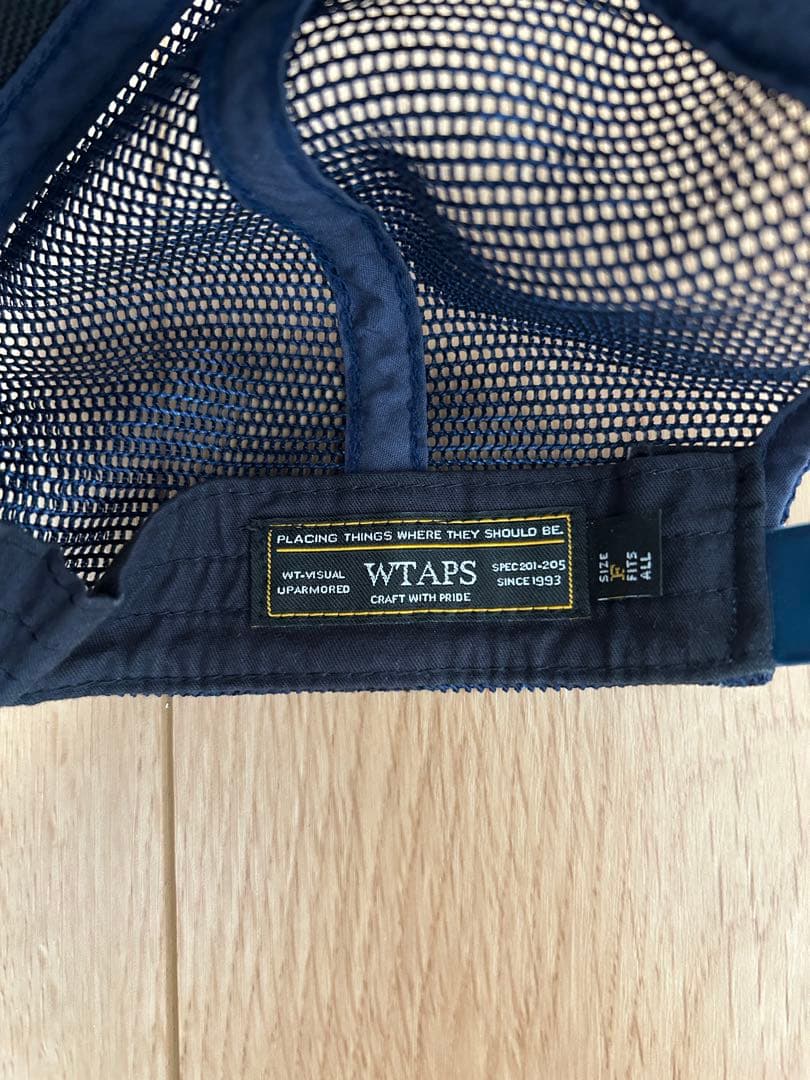 PLACING THINGS WHERE THEY SHOULD BE
WT-VISUAL
UPARMORED
WTAPS
CRAFT WITH PRIDE
SPEC201-205
SINCE1993
SIZE
F
FITS
ALL